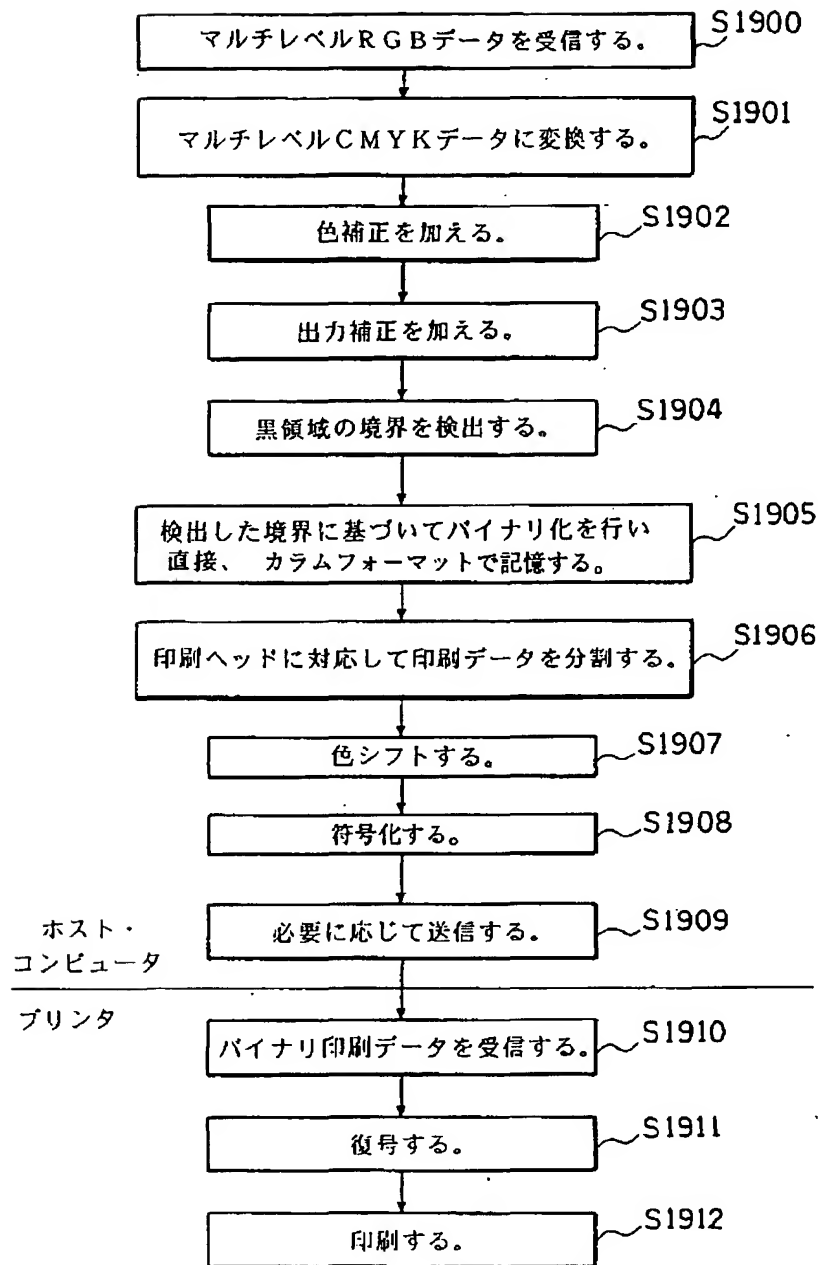 マルチレベルRGBデータを受信する。 S1900
マルチレベルCMYKデータに変換する。 S1901
色補正を加える。 S1902
出力補正を加える。 S1903
黒領域の境界を検出する。 S1904
検出した境界に基づいてバイナリ化を行い S1905
直接、 カラムフォーマットで記憶する。
印刷ヘッドに対応して印刷データを分割する。 S1906
色シフトする。 S1907
符号化する。 S1908
必要に応じて送信する。 S1909
ホスト・
コンピュータ
プリンタ
バイナリ印刷データを受信する。 S1910
復号する。 S1911
印刷する。 S1912